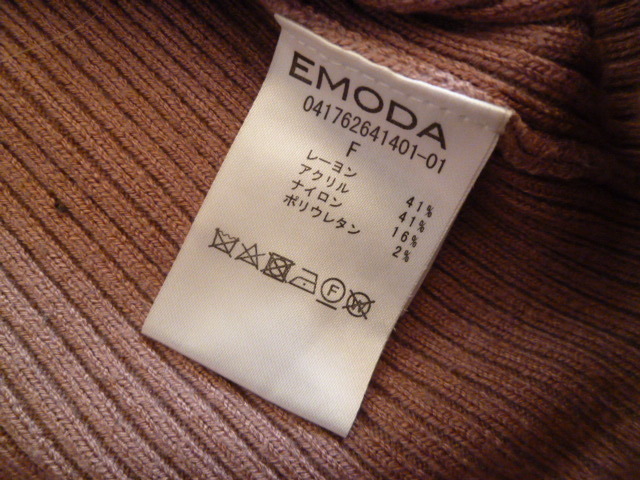 EMODA
041762641401-01
F
レーヨン 41%
アクリル 41%
ナイロン 16%
ポリウレタン 2%
F W